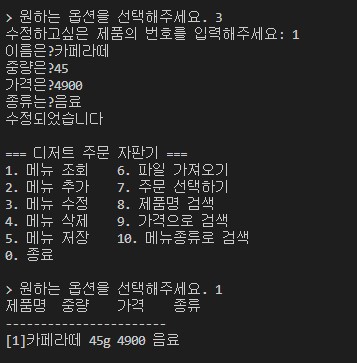 > 원하는 옵션을 선택해주세요. 3
수정하고싶은 제품의 번호를 입력해주세요: 1
이름은?카페라떼
중량은?45
가격은?4900
종류는?음료
수정되었습니다
=== 디저트 주문 자판기 ===
1. 메뉴 조회 6. 파일 가져오기
2. 메뉴 추가 7. 주문 선택하기
3. 메뉴 수정 8. 제품명 검색
4. 메뉴 삭제 9. 가격으로 검색
5. 메뉴 저장 10. 메뉴종류로 검색
0. 종료
> 원하는 옵션을 선택해주세요. 1
제품명 중량 가격 종류
-----------------------
[1]카페라떼 45g 4900 음료